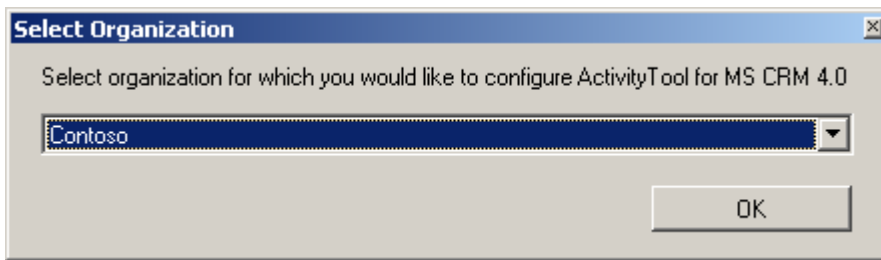 Select Organization
Select organization for which you would like to configure ActivityTool for MS CRM 4.0
Contoso
OK